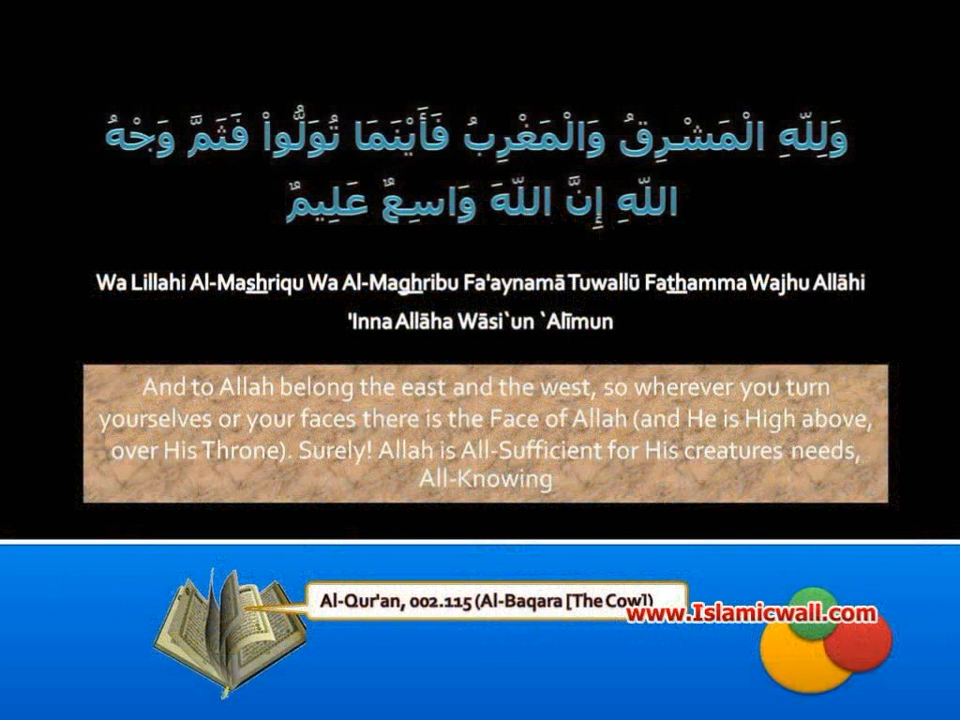 وَلِلّهِ الْمَشْرِقُ وَالْمَغْرِبُ فَأَيْنَمَا تُوَلُّواْ فَثَمَّ وَجْهُ
اللّهِ إِنَّ اللّهَ وَاسِعٌ عَلِيمٌ
Wa Lillahi Al-Mashriqu Wa Al-Maghribu Fa'aynamā Tuwallū Fathamma Wajhu Allāhi
'Inna Allāha Wāsi`un `Alīmun
And to Allah belong the east and the west, so wherever you turn
yourselves or your faces there is the Face of Allah (and He is High above,
over His Throne). Surely! Allah is All-Sufficient for His creatures needs,
All-Knowing
Al-Qur'an, 002.115 (Al-Baqara [The Cow])
www.Islamicwall.com